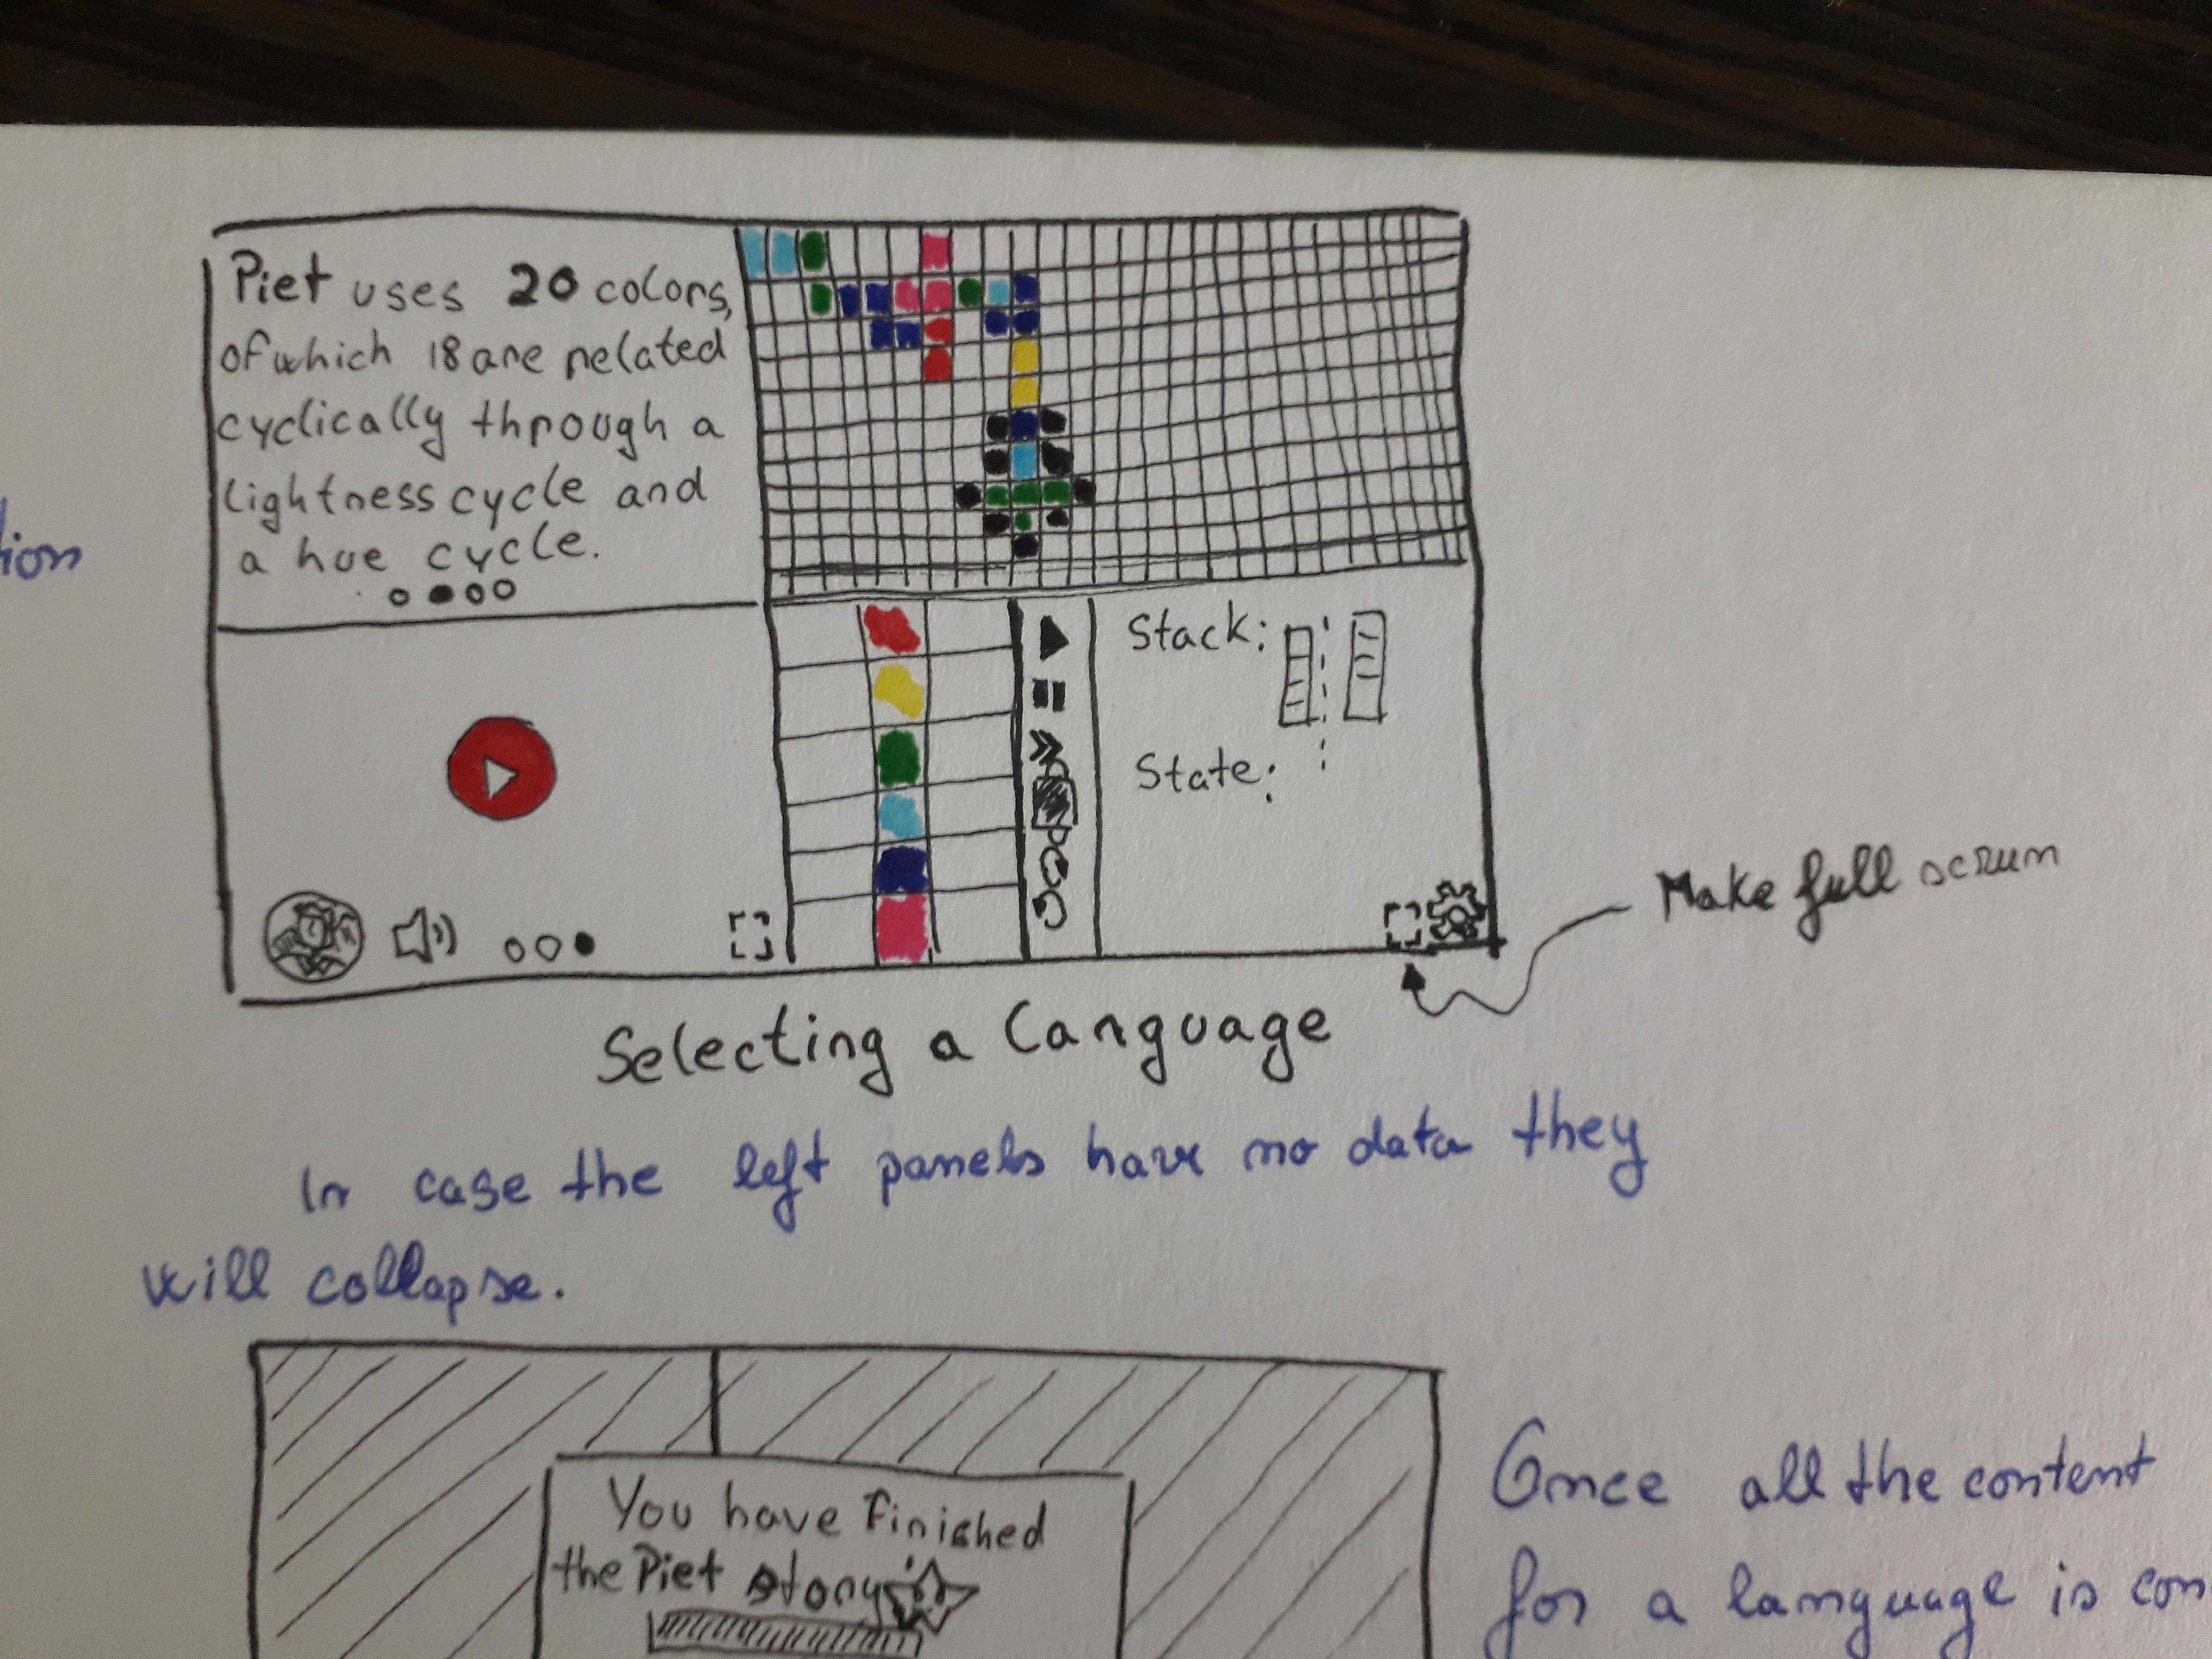 Piet uses 20 colors,
of which 18 are related
cyclically through a
lightness cycle and
a hue cycle.
Stack:
State:
tion
Make full screen
Selecting a Language
In case the left panels have no data they
will collapse.
You have Finished
the Piet story
Once all the content
for a language is con